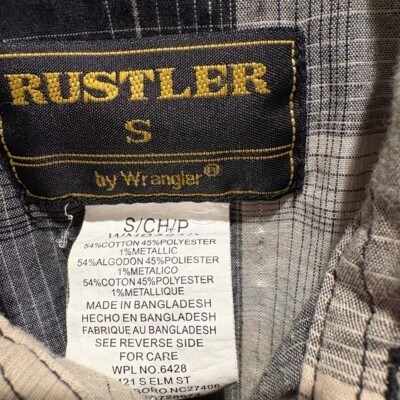 RUSTLER
S
by Wrangler®
S/CH/P
54%COTTON 45%POLYESTER
1%METALLIC
54%ALGODON 45%POLIESTER
1%METALICO
54%COTON 45%POLYESTER
1%METALLIQUE
MADE IN BANGLADESH
HECHO EN BANGLADESH
FABRIQUE AU BANGLADESH
SEE REVERSE SIDE
FOR CARE
WPL NO.6428
121 S ELM ST
NC27406